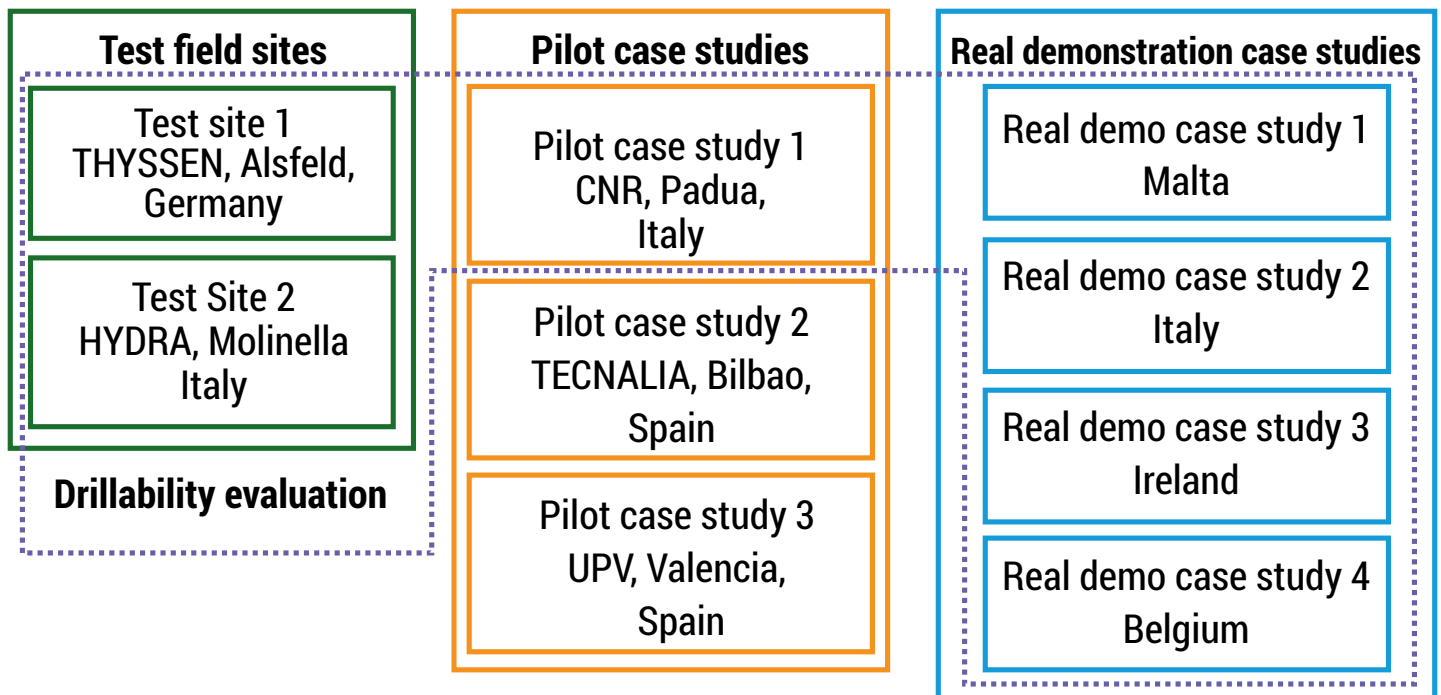 Test field sites
Test site 1
THYSSEN, Alsfeld,
Germany
Test Site 2
HYDRA, Molinella
Italy
Drillability evaluation
Pilot case studies
Pilot case study 1
CNR, Padua,
Italy
Pilot case study 2
TECNALIA, Bilbao,
Spain
Pilot case study 3
UPV, Valencia,
Spain
Real demonstration case studies
Real demo case study 1
Malta
Real demo case study 2
Italy
Real demo case study 3
Ireland
Real demo case study 4
Belgium